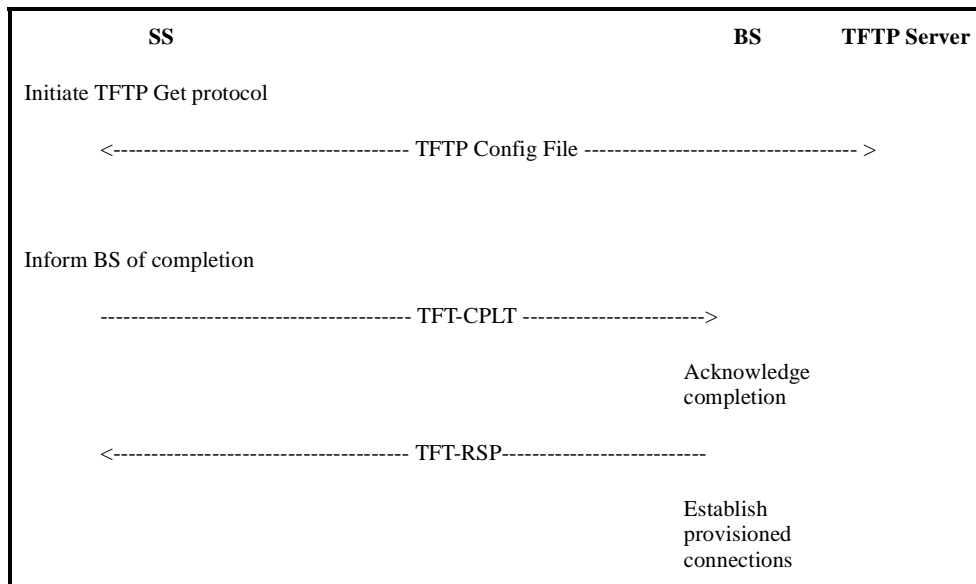 SS BS TFTP Server
Initiate TFTP Get protocol
<-------------------------------------- TFTP Config File ------------------------------------ >
Inform BS of completion
----------------------------------------- TFT-CPLT ------------------------>
Acknowledge
completion
<-------------------------------------- TFT-RSP---------------------------
Establish
provisioned
connections